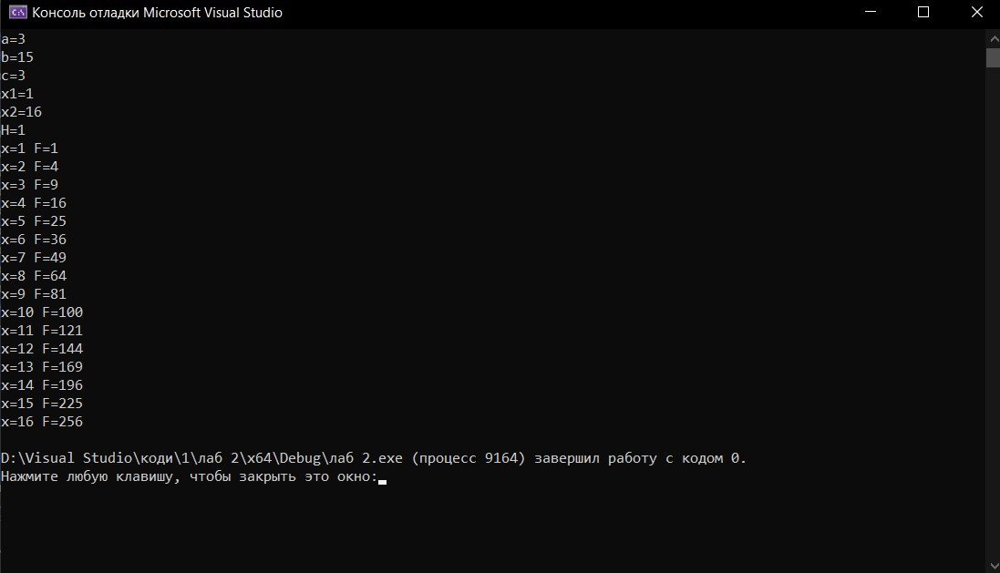 Консоль отладки Microsoft Visual Studio
a=3
b=15
c=3
x1=1
x2=16
H=1
x=1 F=1
x=2 F=4
x=3 F=9
x=4 F=16
x=5 F=25
x=6 F=36
x=7 F=49
x=8 F=64
x=9 F=81
x=10 F=100
x=11 F=121
x=12 F=144
x=13 F=169
x=14 F=196
x=15 F=225
x=16 F=256
D:\Visual Studio\коди\1\лаб 2\x64\Debug\лаб 2.exe (процесс 9164) завершил работу с кодом 0.
Нажмите любую клавишу, чтобы закрыть это окно: